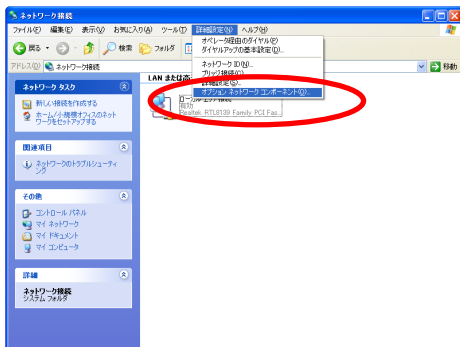 ネットワーク接続
ファイル(F) 編集(E) 表示(V) お気に入り(A) ツール(T) 詳細設定(N) ヘルプ(H)
オペレータ経由のダイヤル(P)
ダイヤルアップの基本設定(D)...
戻る 検索 フォルダ
アドレス(D) ネットワーク接続 移動
ネットワーク ID(N)...
ブリッジ接続(C)
詳細設定(S)...
オプション ネットワーク コンポーネント(O)...
LAN または高
ネットワーク タスク
新しい接続を作成する
ホーム/小規模オフィスのネット
ワークをセットアップする
ローカル エリア接続
有効
Realtek RTL8139 Family PCI Fas...
関連項目
ネットワークのトラブルシューティ
ング
その他
コントロール パネル
マイ ネットワーク
マイ ドキュメント
マイ コンピュータ
詳細
ネットワーク接続
システム フォルダ